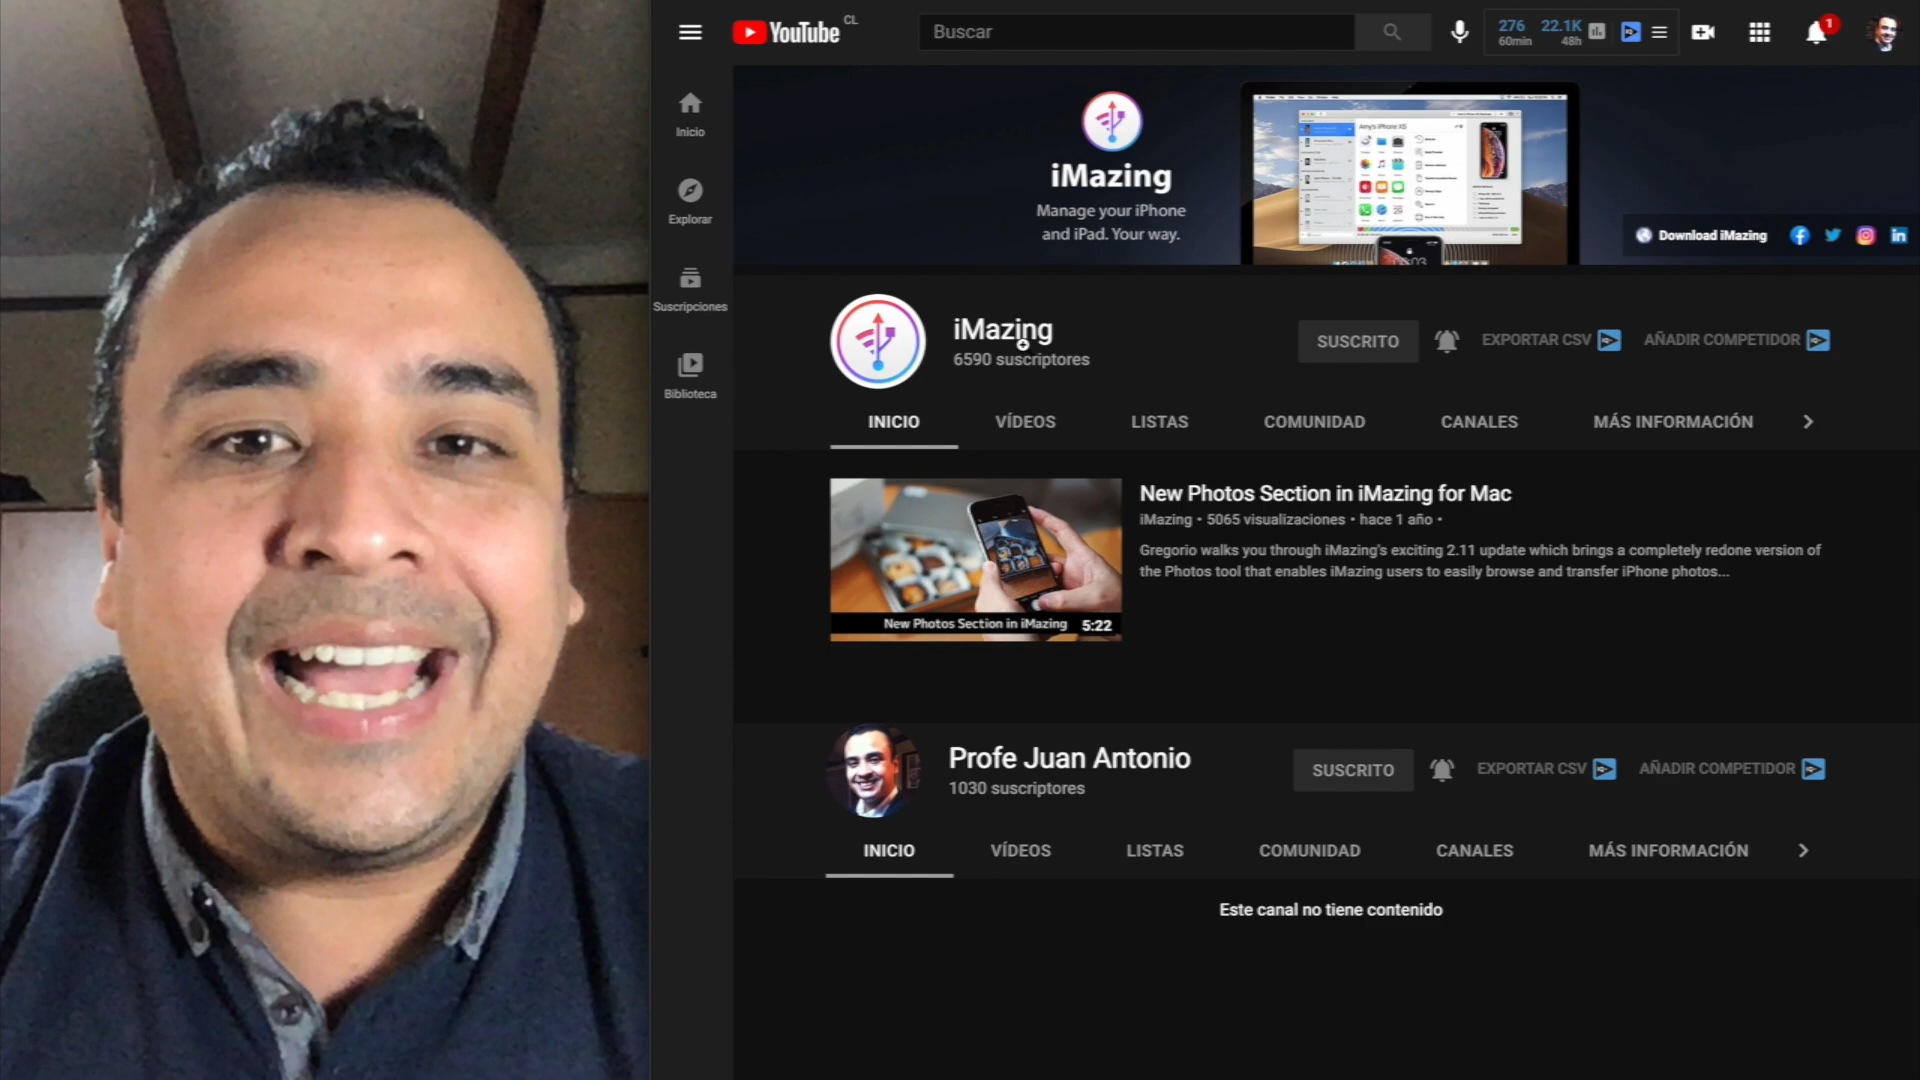 YouTube CL
Buscar
276 22.1K
60min 48h
1
Inicio
Explorar
Suscripciones
Biblioteca
iMazing
Manage your iPhone
and iPad. Your way.
Amy's iPhone XS
Download iMazing
iMazing
6590 suscriptores
SUSCRITO
EXPORTAR CSV
AÑADIR COMPETIDOR
INICIO VÍDEOS LISTAS COMUNIDAD CANALES MÁS INFORMACIÓN
New Photos Section in iMazing 5:22
New Photos Section in iMazing for Mac
iMazing • 5065 visualizaciones • hace 1 año •
Gregorio walks you through iMazing's exciting 2.11 update which brings a completely redone version of
the Photos tool that enables iMazing users to easily browse and transfer iPhone photos...
Profe Juan Antonio
1030 suscriptores
SUSCRITO
EXPORTAR CSV
AÑADIR COMPETIDOR
INICIO VÍDEOS LISTAS COMUNIDAD CANALES MÁS INFORMACIÓN
Este canal no tiene contenido